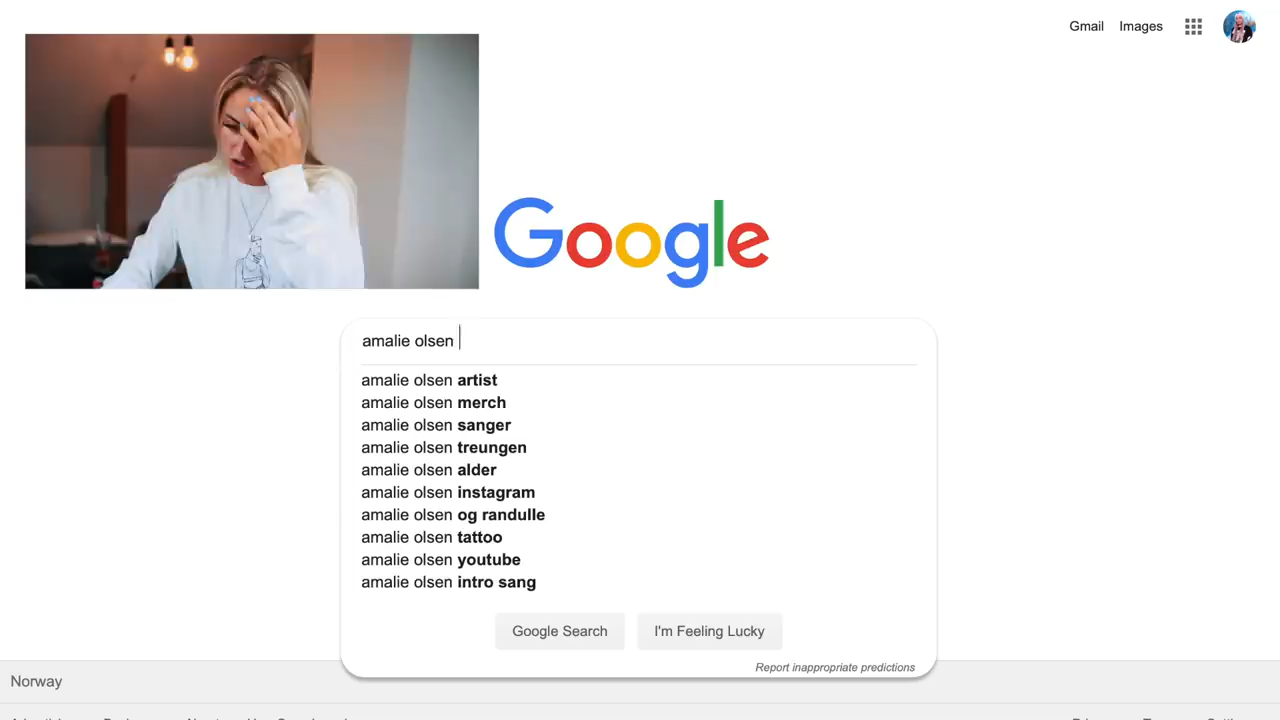 Gmail Images
Google
amalie olsen
amalie olsen artist
amalie olsen merch
amalie olsen sanger
amalie olsen treungen
amalie olsen alder
amalie olsen instagram
amalie olsen og randulle
amalie olsen tattoo
amalie olsen youtube
amalie olsen intro sang
Google Search I'm Feeling Lucky
Report inappropriate predictions
Norway